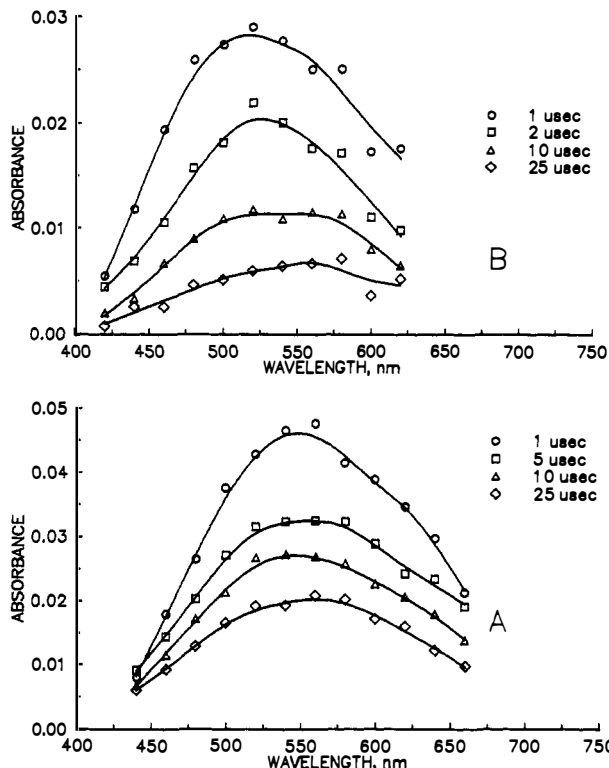 0.03
0.02
0.01
0.00
ABSORBANCE
○ 1 usec
□ 2 usec
△ 10 usec
◇ 25 usec
B
400 450 500 550 600 650 700 750
WAVELENGTH, nm
0.05
0.04
0.03
0.02
0.01
0.00
ABSORBANCE
○ 1 usec
□ 5 usec
△ 10 usec
◇ 25 usec
A
400 450 500 550 600 650 700 750
WAVELENGTH, nm